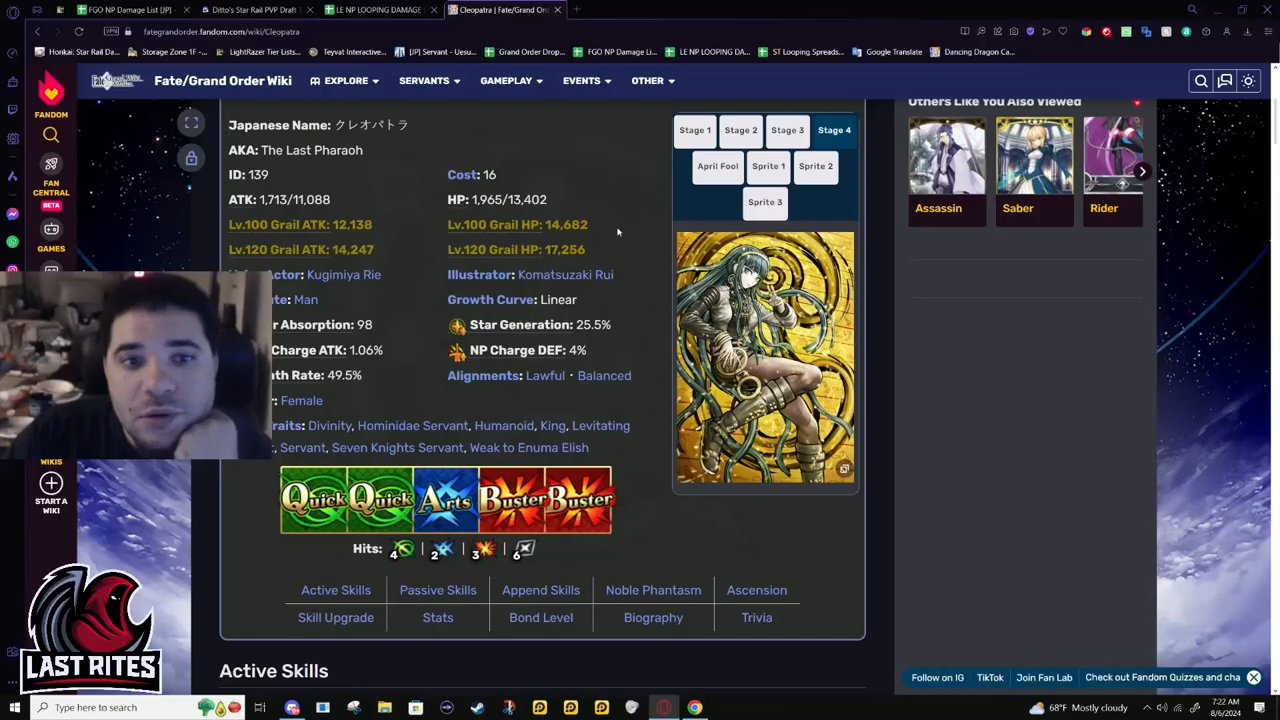 FGO NP Damage List [JP] -
Ditto's Star Rail PVP Draft
LE NP LOOPING DAMAGE
Cleopatra | Fate/Grand Or
VPN
fategrandorder.fandom.com/wiki/Cleopatra
Honkai: Star Rail Da...
Storage Zone 1F -...
LightRazer Tier Lists...
Teyvat Interactive...
[JP] Servant - Uesu...
Grand Order Drop...
FGO NP Damage Li...
LE NP LOOPING DA...
ST Looping Spreads...
Google Translate
Dancing Dragon Ca...
FANDOM
Fate/Grand Order Wiki
EXPLORE
SERVANTS
GAMEPLAY
EVENTS
OTHER
FAN
CENTRAL
BETA
GAMES
WIKIS
START A
WIKI
Japanese Name: クレオパトラ
AKA: The Last Pharaoh
ID: 139
Cost: 16
ATK: 1,713/11,088
HP: 1,965/13,402
Lv.100 Grail ATK: 12,138
Lv.100 Grail HP: 14,682
Lv.120 Grail ATK: 14,247
Lv.120 Grail HP: 17,256
Actor: Kugimiya Rie
Illustrator: Komatsuzaki Rui
Man
Growth Curve: Linear
Absorption: 98
Star Generation: 25.5%
Charge ATK: 1.06%
NP Charge DEF: 4%
Rate: 49.5%
Alignments: Lawful・Balanced
Female
Divinity, Hominidae Servant, Humanoid, King, Levitating
Servant, Seven Knights Servant, Weak to Enuma Elish
Quick
Quick
Arts
Buster
Buster
Hits: 4 | 2 | 3 | 6
Active Skills
Passive Skills
Append Skills
Noble Phantasm
Ascension
Skill Upgrade
Stats
Bond Level
Biography
Trivia
Active Skills
Stage 1
Stage 2
Stage 3
Stage 4
April Fool
Sprite 1
Sprite 2
Sprite 3
Others Like You Also Viewed
Assassin
Saber
Rider
Follow on IG
TikTok
Join Fan Lab
Check out Fandom Quizzes and cha
LAST RITES
Type here to search
68°F Mostly cloudy
7:22 AM
8/6/2024